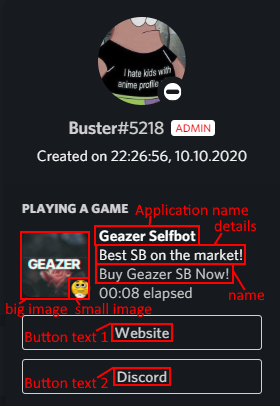 I hate kids with
anime profile
Buster#5218 ADMIN
Created on 22:26:56, 10.10.2020
PLAYING A GAME
Application name
details
Geazer Selfbot
Best SB on the market!
Buy Geazer SB Now!
00:08 elapsed
name
GEAZER
big image
small image
Button text 1
Website
Button text 2
Discord